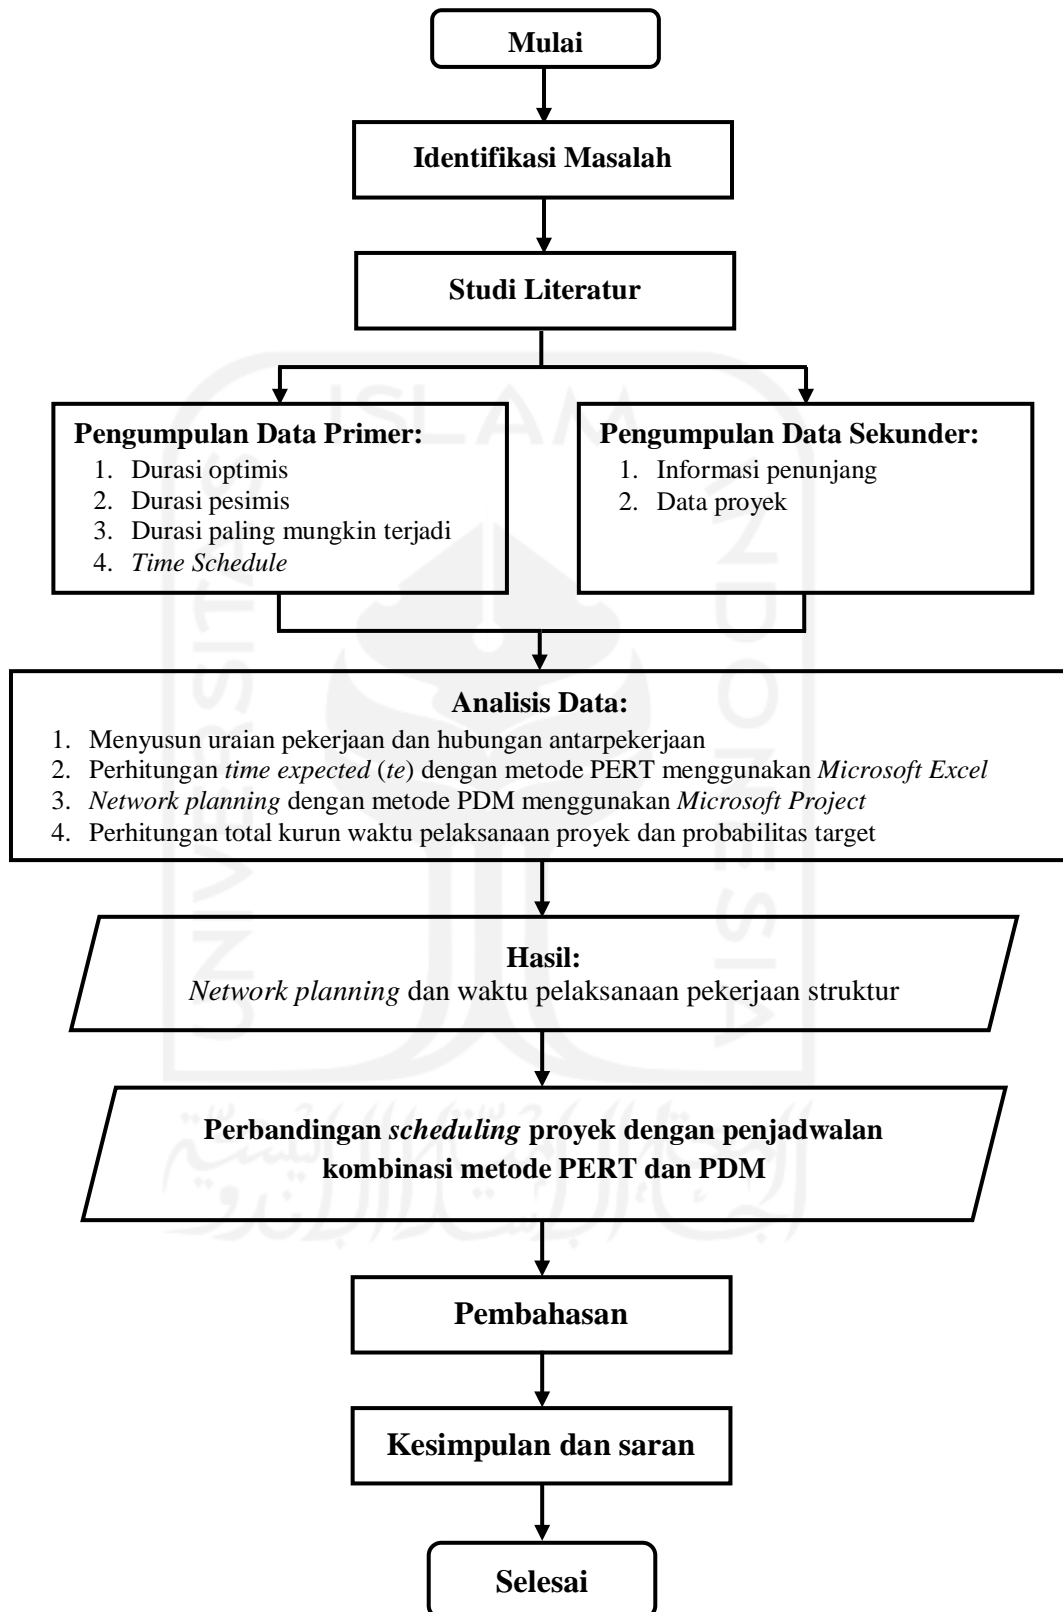 Mulai
Identifikasi Masalah
Studi Literatur
Pengumpulan Data Primer:
1. Durasi optimis
2. Durasi pesimis
3. Durasi paling mungkin terjadi
4. Time Schedule
Pengumpulan Data Sekunder:
1. Informasi penunjang
2. Data proyek
Analisis Data:
1. Menyusun uraian pekerjaan dan hubungan antarpekerjaan
2. Perhitungan time expected (te) dengan metode PERT menggunakan Microsoft Excel
3. Network planning dengan metode PDM menggunakan Microsoft Project
4. Perhitungan total kurun waktu pelaksanaan proyek dan probabilitas target
Hasil:
Network planning dan waktu pelaksanaan pekerjaan struktur
Perbandingan scheduling proyek dengan penjadwalan
kombinasi metode PERT dan PDM
Pembahasan
Kesimpulan dan saran
Selesai
UNIVERSITAS
ISLAM
INDONESIA